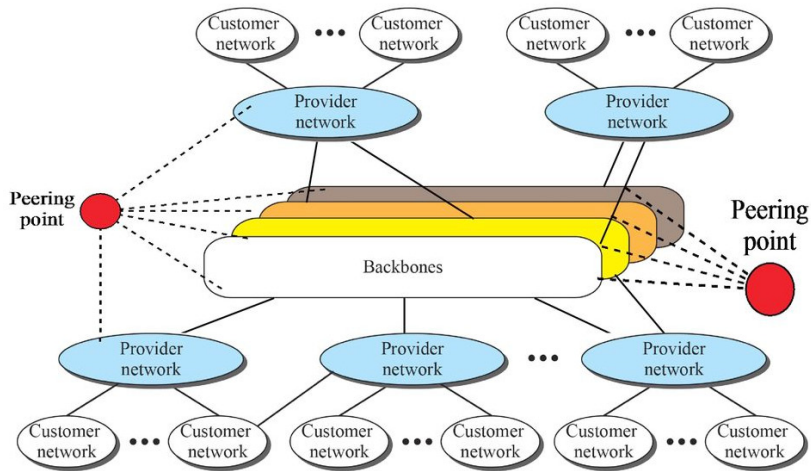 Customer
network
•••
Customer
network
Customer
network
•••
Customer
network
Provider
network
Provider
network
Peering
point
Peering
point
Backbones
Provider
network
Provider
network
•••
Provider
network
Customer
network
•••
Customer
network
Customer
network
•••
Customer
network
Customer
network
•••
Customer
network